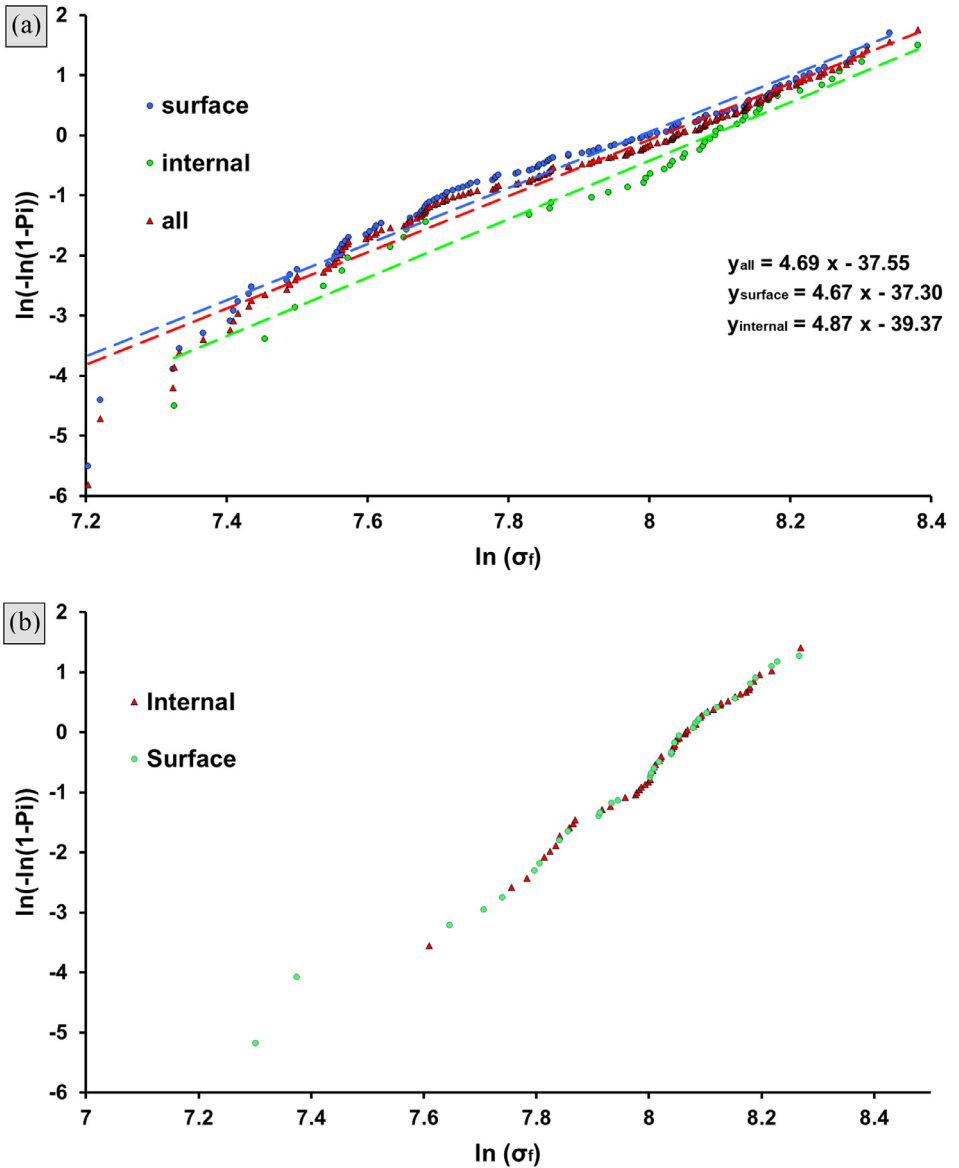 (a)
2
1
0
-1
-2
-3
-4
-5
-6
ln(-ln(1-Pi))
surface
internal
all
yall = 4.69 x - 37.55
ysurface = 4.67 x - 37.30
yinternal = 4.87 x - 39.37
7.2 7.4 7.6 7.8 8 8.2 8.4
ln (σf)
(b)
2
1
0
-1
-2
-3
-4
-5
-6
ln(-ln(1-Pi))
Internal
Surface
7 7.2 7.4 7.6 7.8 8 8.2 8.4
ln (σf)